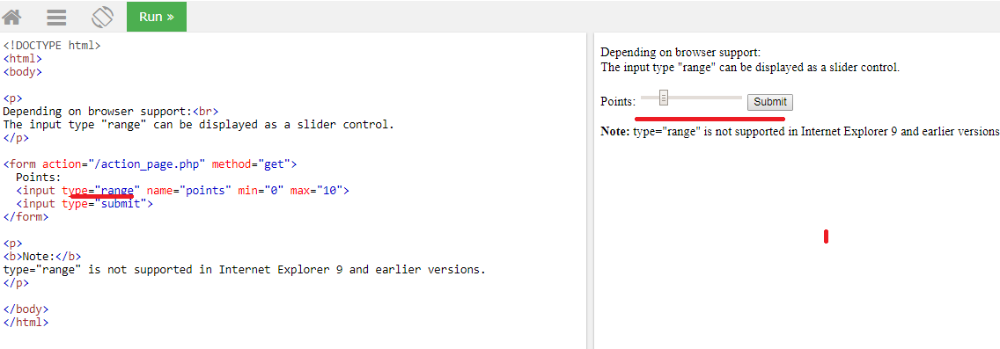 Run »
<!DOCTYPE html>
<html>
<body>
<p>
Depending on browser support:<br>
The input type "range" can be displayed as a slider control.
</p>
<form action="/action_page.php" method="get">
Points:
<input type="range" name="points" min="0" max="10">
<input type="submit">
</form>
<p>
<b>Note:</b>
type="range" is not supported in Internet Explorer 9 and earlier versions.
</p>
</body>
</html>
Depending on browser support:
The input type "range" can be displayed as a slider control.
Points: Submit
Note: type="range" is not supported in Internet Explorer 9 and earlier versions